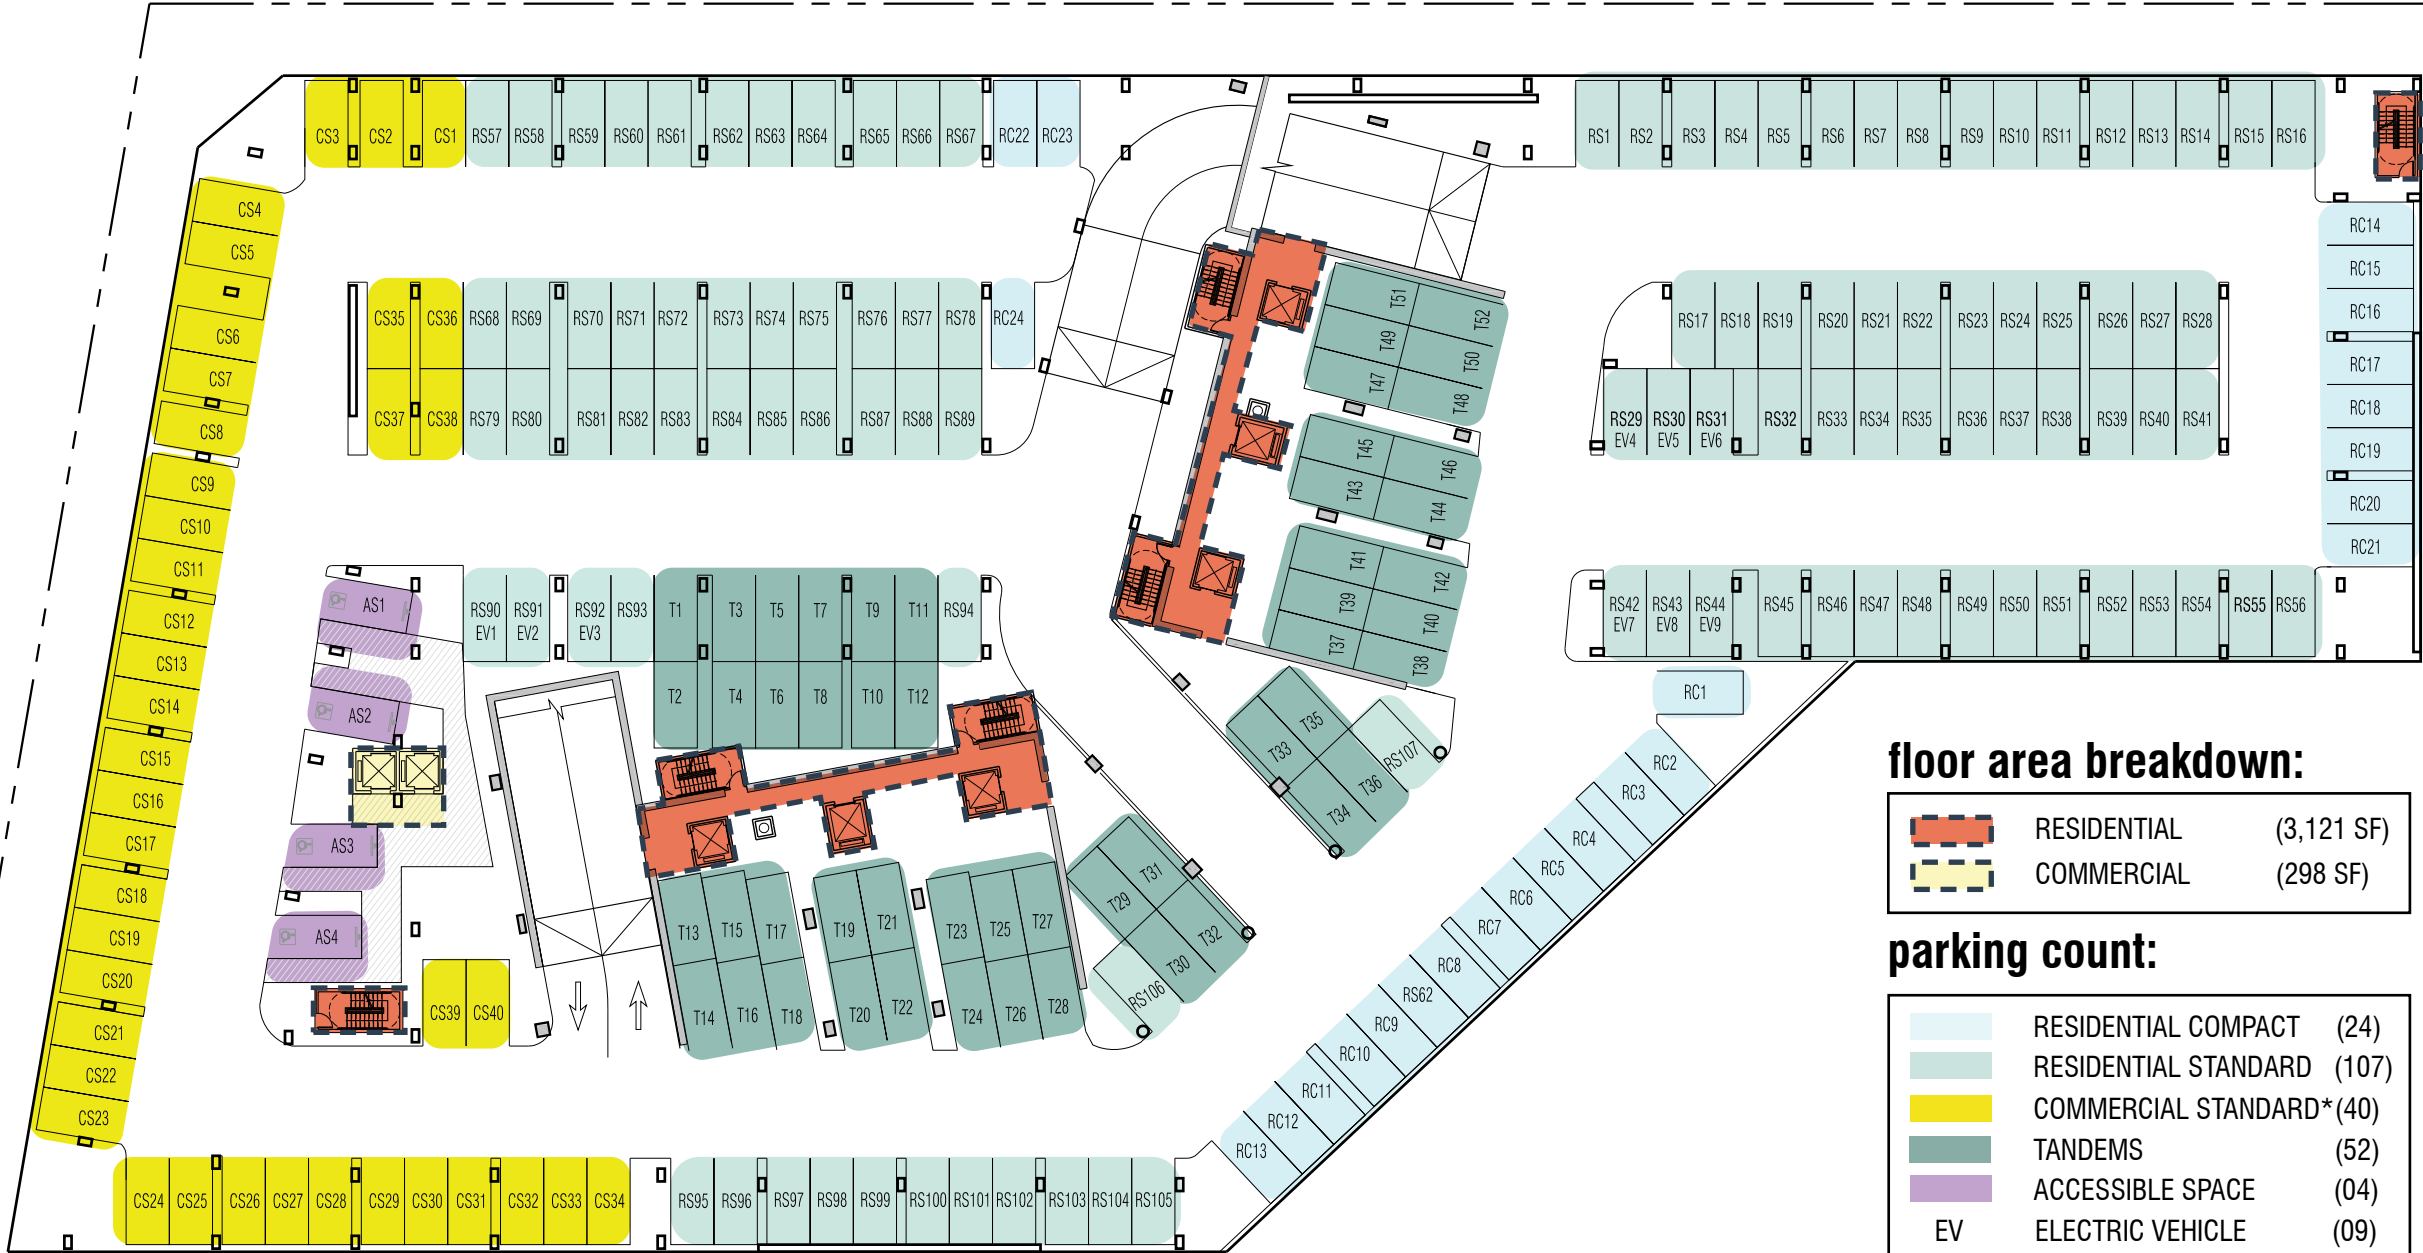 CS3 CS2 CS1 RS57 RS58 RS59 RS60 RS61 RS62 RS63 RS64 RS65 RS66 RS67 RC22 RC23
RS1 RS2 RS3 RS4 RS5 RS6 RS7 RS8 RS9 RS10 RS11 RS12 RS13 RS14 RS15 RS16
CS4
CS5
CS6
CS7
CS8
CS9
CS10
CS11
CS12
CS13
CS14
CS15
CS16
CS17
CS18
CS19
CS20
CS21
CS22
CS23
CS35 CS36 RS68 RS69 RS70 RS71 RS72 RS73 RS74 RS75 RS76 RS77 RS78 RC24
CS37 CS38 RS79 RS80 RS81 RS82 RS83 RS84 RS85 RS86 RS87 RS88 RS89
T51 T52
T49 T50
T47 T48
T45 T46
T43 T44
T41 T42
T39 T40
T37 T38
RS17 RS18 RS19 RS20 RS21 RS22 RS23 RS24 RS25 RS26 RS27 RS28
RS29 RS30 RS31 RS32 RS33 RS34 RS35 RS36 RS37 RS38 RS39 RS40 RS41
EV4 EV5 EV6
RC14
RC15
RC16
RC17
RC18
RC19
RC20
RC21
RS42 RS43 RS44 RS45 RS46 RS47 RS48 RS49 RS50 RS51 RS52 RS53 RS54 RS55 RS56
EV7 EV8 EV9
AS1
AS2
AS3
AS4
RS90 RS91 RS92 RS93 T1 T3 T5 T7 T9 T11 RS94
EV1 EV2 EV3
T2 T4 T6 T8 T10 T12
T35
T33 RS107
T36
T34
T31
T29
T32
T30
RS106
T13 T15 T17 T19 T21 T23 T25 T27
T14 T16 T18 T20 T22 T24 T26 T28
CS39 CS40
RC1
RC2
RC3
RC4
RC5
RC6
RC7
RC8
RS62
RC9
RC10
RC11
RC12
RC13
CS24 CS25 CS26 CS27 CS28 CS29 CS30 CS31 CS32 CS33 CS34 RS95 RS96 RS97 RS98 RS99 RS100 RS101 RS102 RS103 RS104 RS105
floor area breakdown:
RESIDENTIAL (3,121 SF)
COMMERCIAL (298 SF)
parking count:
RESIDENTIAL COMPACT (24)
RESIDENTIAL STANDARD (107)
COMMERCIAL STANDARD* (40)
TANDEMS (52)
ACCESSIBLE SPACE (04)
EV ELECTRIC VEHICLE (09)